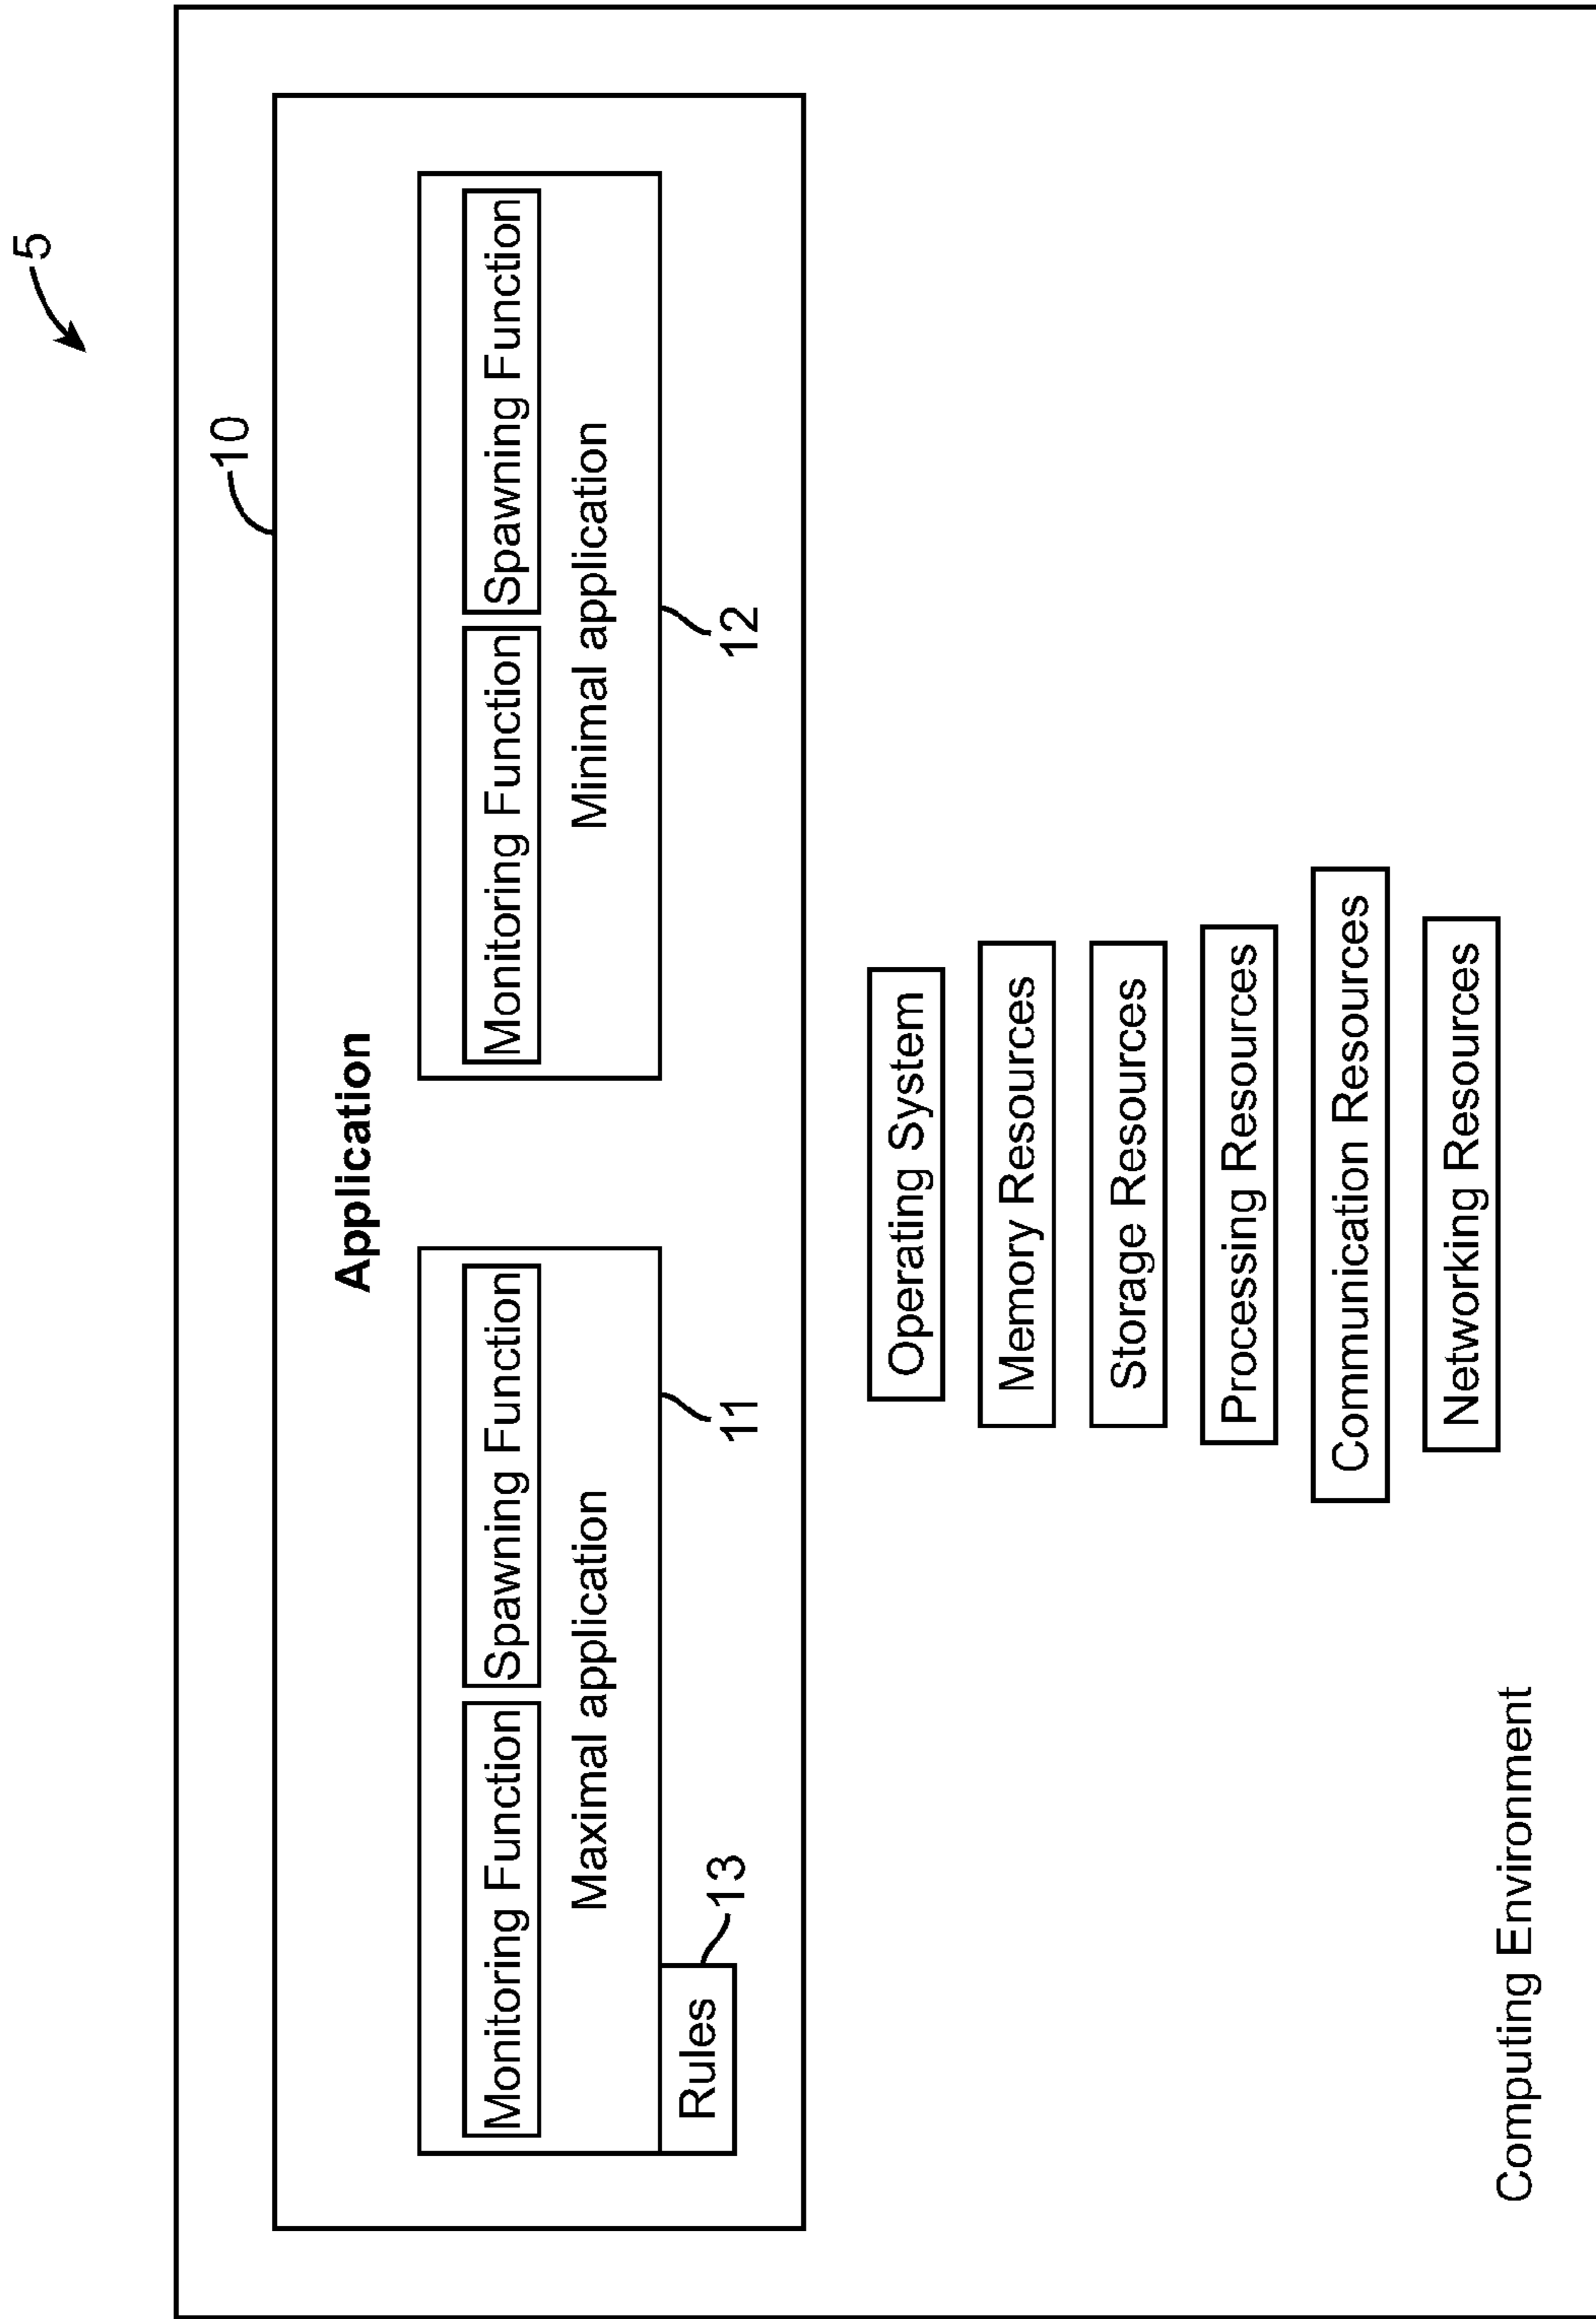 5
10
Application
Monitoring Function
Spawning Function
Maximal application
Rules
13
11
Monitoring Function
Spawning Function
Minimal application
12
Operating System
Memory Resources
Storage Resources
Processing Resources
Communication Resources
Networking Resources
Computing Environment